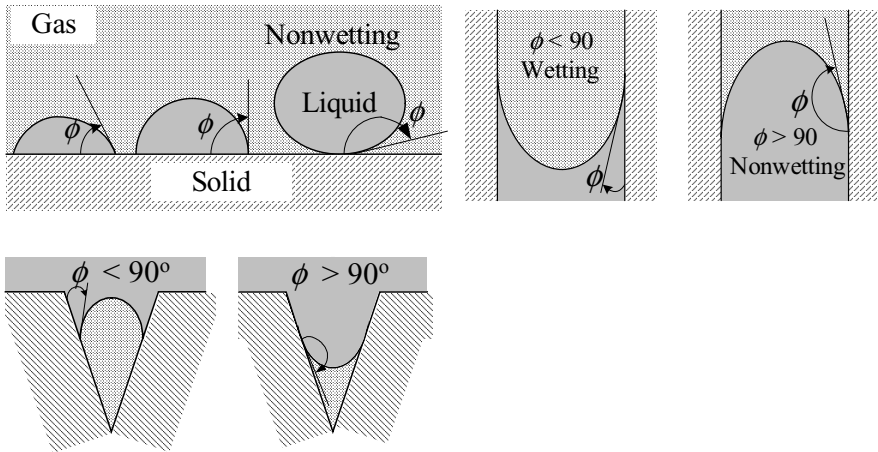 Gas
Nonwetting
Liquid
ϕ
ϕ
ϕ
Solid
ϕ < 90
Wetting
ϕ
ϕ
ϕ > 90
Nonwetting
ϕ < 90º
ϕ > 90º